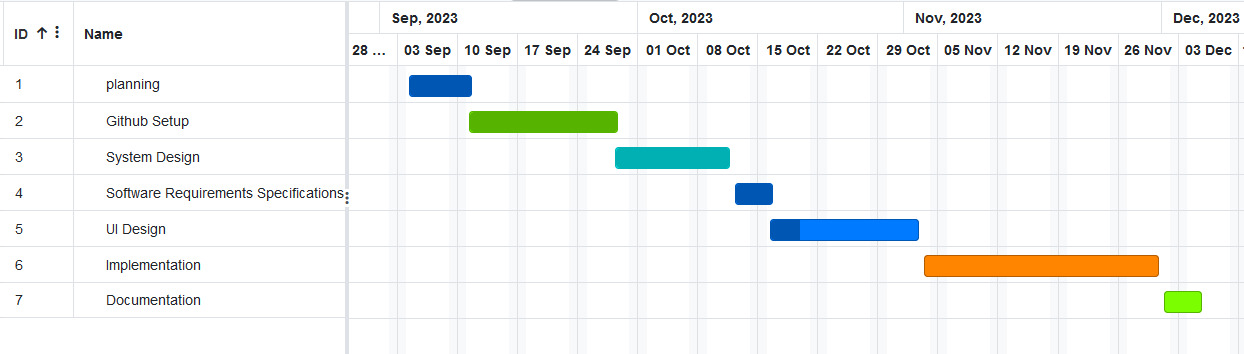 Sep, 2023 Oct, 2023 Nov, 2023 Dec, 2023
ID Name
28 ... 03 Sep 10 Sep 17 Sep 24 Sep 01 Oct 08 Oct 15 Oct 22 Oct 29 Oct 05 Nov 12 Nov 19 Nov 26 Nov 03 Dec
1 planning
2 Github Setup
3 System Design
4 Software Requirements Specifications
5 UI Design
6 Implementation
7 Documentation